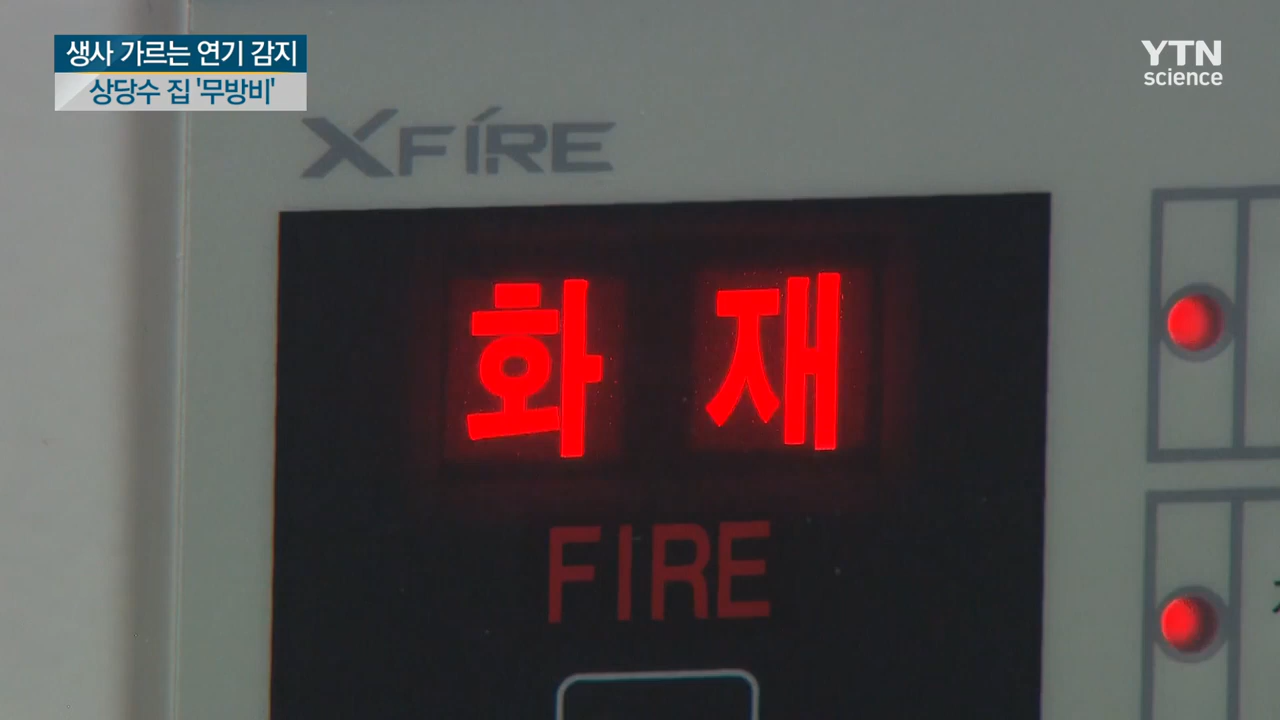 생사 가르는 연기 감지
상당수 집 '무방비'
YTN
science
XFIRE
화재
FIRE